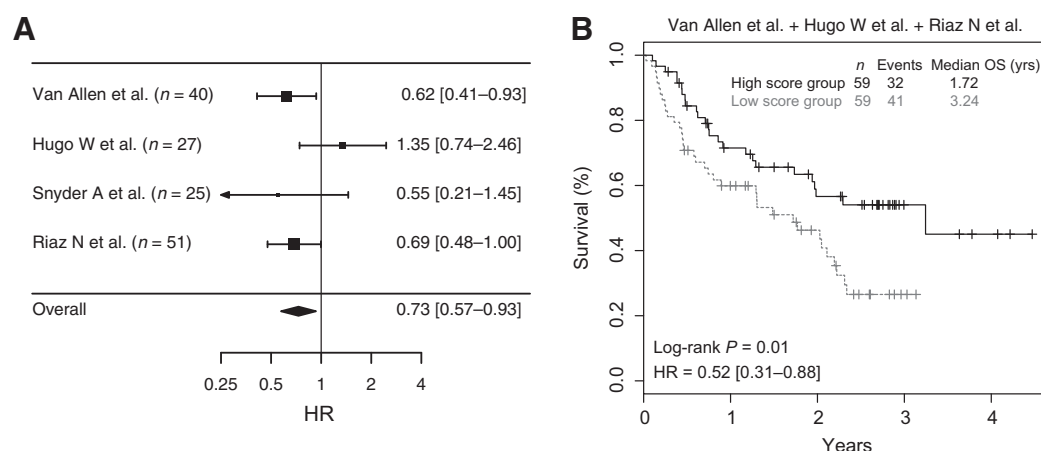 A
Van Allen et al. (n = 40) 0.62 [0.41–0.93]
Hugo W et al. (n = 27) 1.35 [0.74–2.46]
Snyder A et al. (n = 25) 0.55 [0.21–1.45]
Riaz N et al. (n = 51) 0.69 [0.48–1.00]
Overall 0.73 [0.57–0.93]
0.25 0.5 1 2 4
HR
B
Van Allen et al. + Hugo W et al. + Riaz N et al.
n Events Median OS (yrs)
High score group 59 32 1.72
Low score group 59 41 3.24
Survival (%)
1.0
0.8
0.6
0.4
0.2
0.0
Log-rank P = 0.01
HR = 0.52 [0.31–0.88]
0 1 2 3 4
Years